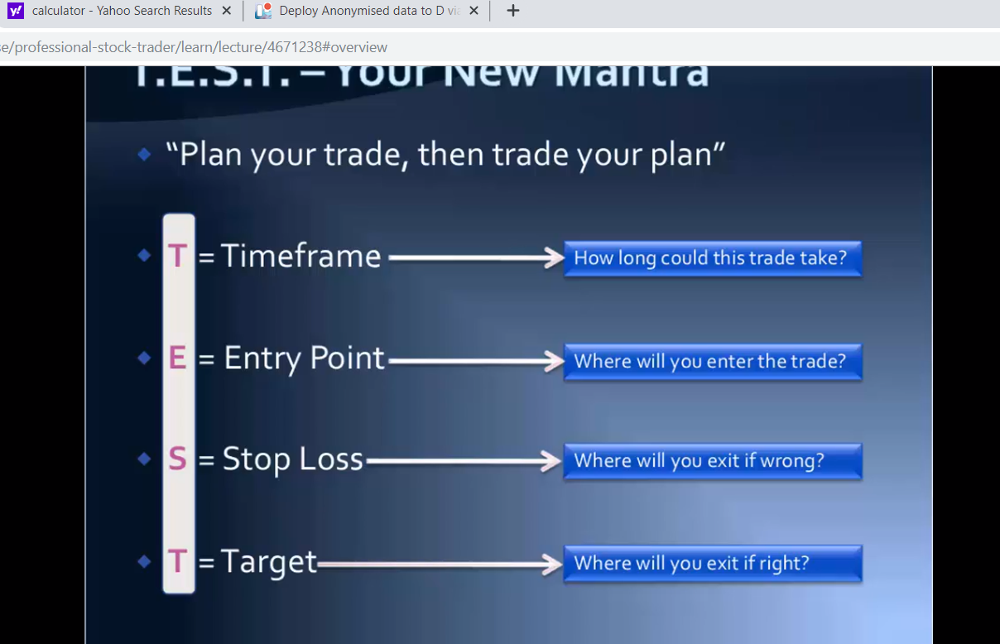 y! calculator - Yahoo Search Results Deploy Anonymised data to D via
se/professional-stock-trader/learn/lecture/4671238#overview
T.E.S.T. – Your New Mantra
“Plan your trade, then trade your plan”
T = Timeframe How long could this trade take?
E = Entry Point Where will you enter the trade?
S = Stop Loss Where will you exit if wrong?
T = Target Where will you exit if right?